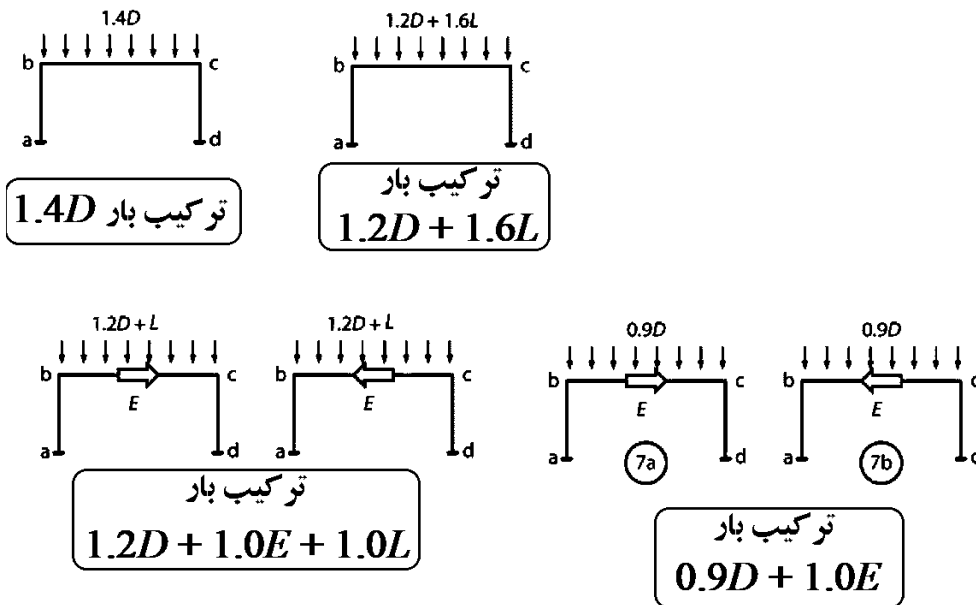 1.4D
b c
a d
ترکیب بار 1.4D
1.2D + 1.6L
b c
a d
ترکیب بار
1.2D + 1.6L
1.2D + L
b c
E
a d
1.2D + L
b c
E
a d
ترکیب بار
1.2D + 1.0E + 1.0L
0.9D
b c
E
a d
7a
0.9D
b c
E
a d
7b
ترکیب بار
0.9D + 1.0E